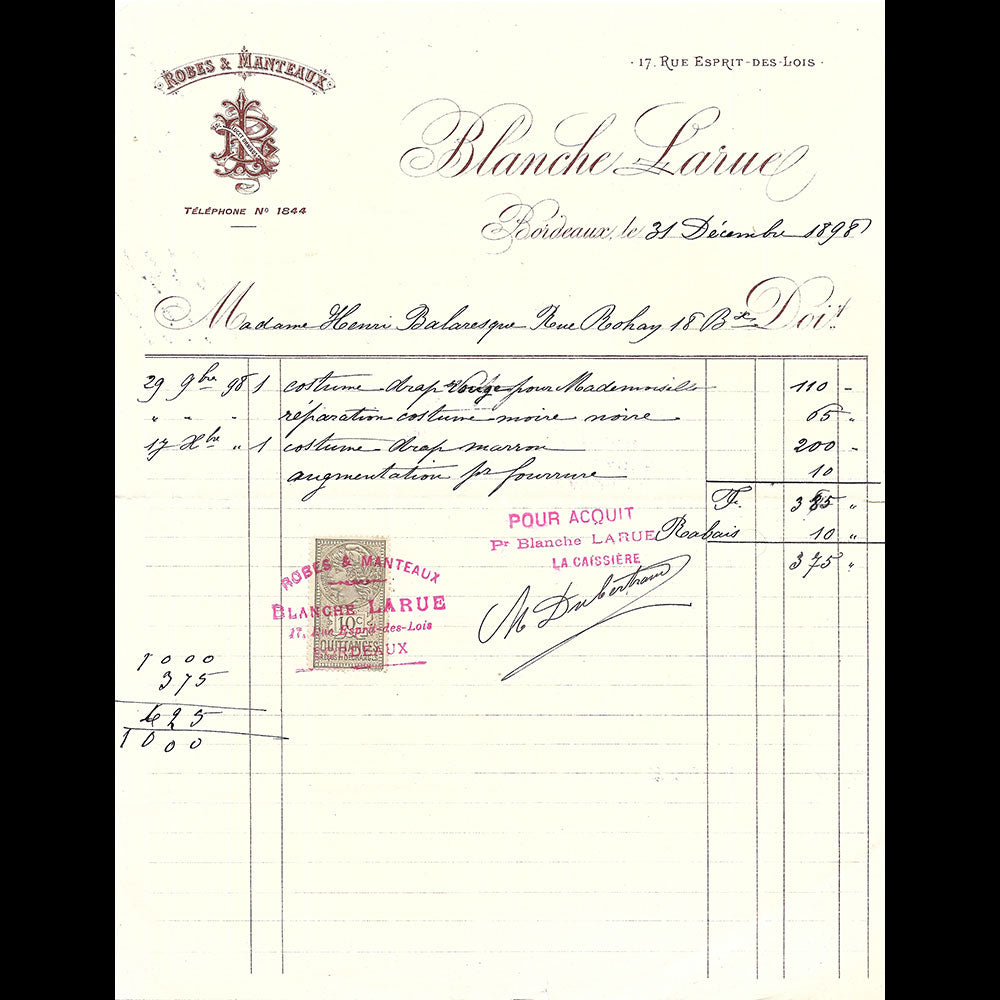 ROBES & MANTEAUX
· 17. RUE ESPRIT-DES-LOIS ·
Blanche Larue
TÉLÉPHONE Nº 1844
Bordeaux, le 31 Décembre 1898
Madame Henri Balaresque Rue Rohan 18 Bx Doit
29 9bre 98 1 costume drap rouge pour Mademoiselle 110 -
" " " réparation costume moire noire 65 "
17 Xbre " 1 costume drap marron 200 -
augmentation pr fourrure 10
F. 385 "
POUR ACQUIT
Pr Blanche LARUE Rabais 10 "
LA CAISSIÈRE 375 "
M Dubertrand
ROBES & MANTEAUX
BLANCHE LARUE
10c
17, Rue Esprit-des-Lois
QUITTANCES
BORDEAUX
1000
375
625
1000